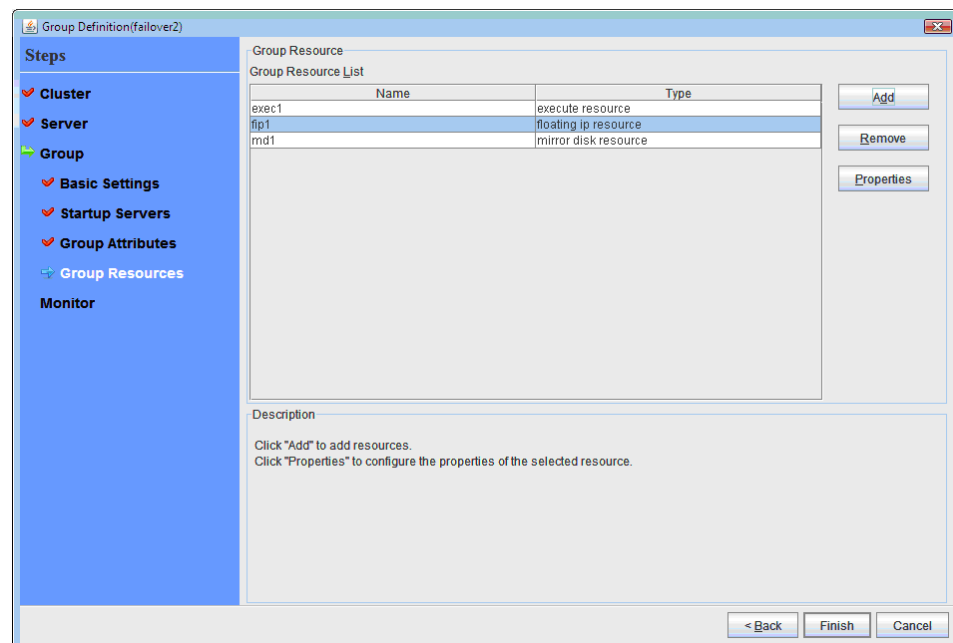 Group Definition(failover2)
Steps
Cluster
Server
Group
Basic Settings
Startup Servers
Group Attributes
Group Resources
Monitor
Group Resource
Group Resource List
Name Type
exec1 execute resource
fip1 floating ip resource
md1 mirror disk resource
Add
Remove
Properties
Description
Click "Add" to add resources.
Click "Properties" to configure the properties of the selected resource.
< Back Finish Cancel